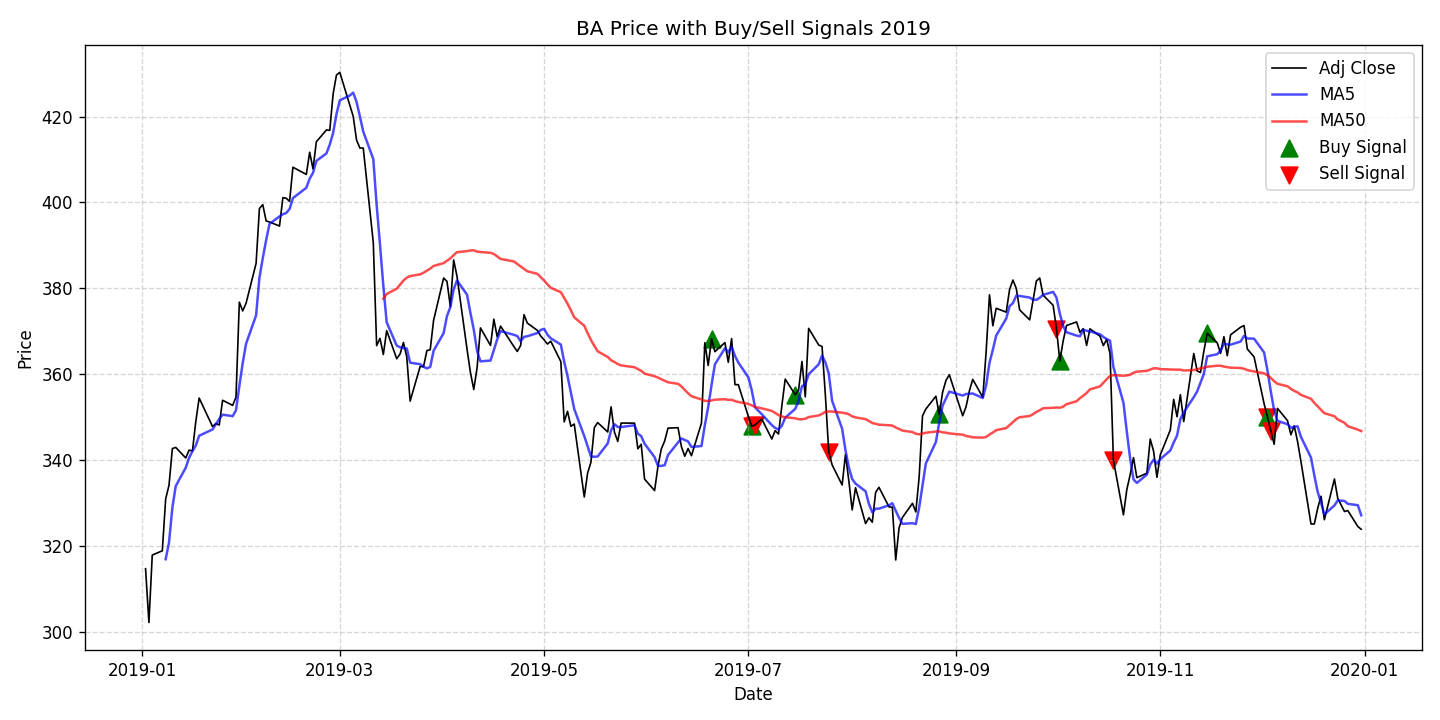 BA Price with Buy/Sell Signals 2019
Adj Close
MA5
MA50
Buy Signal
Sell Signal
Price
420
400
380
360
340
320
300
2019-01 2019-03 2019-05 2019-07 2019-09 2019-11 2020-01
Date